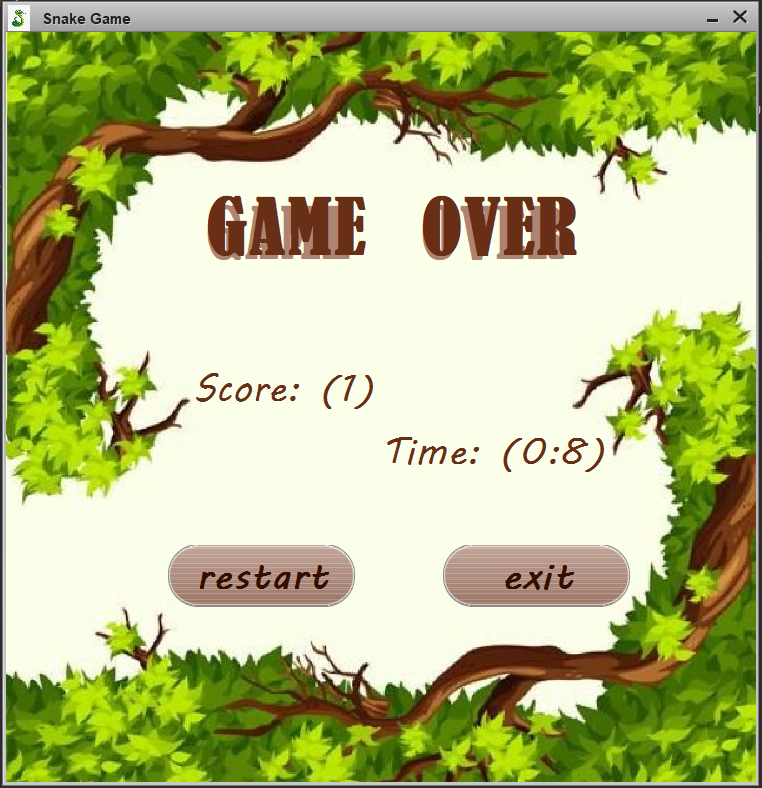 Snake Game
GAME OVER
Score: (1)
Time: (0:8)
restart
exit